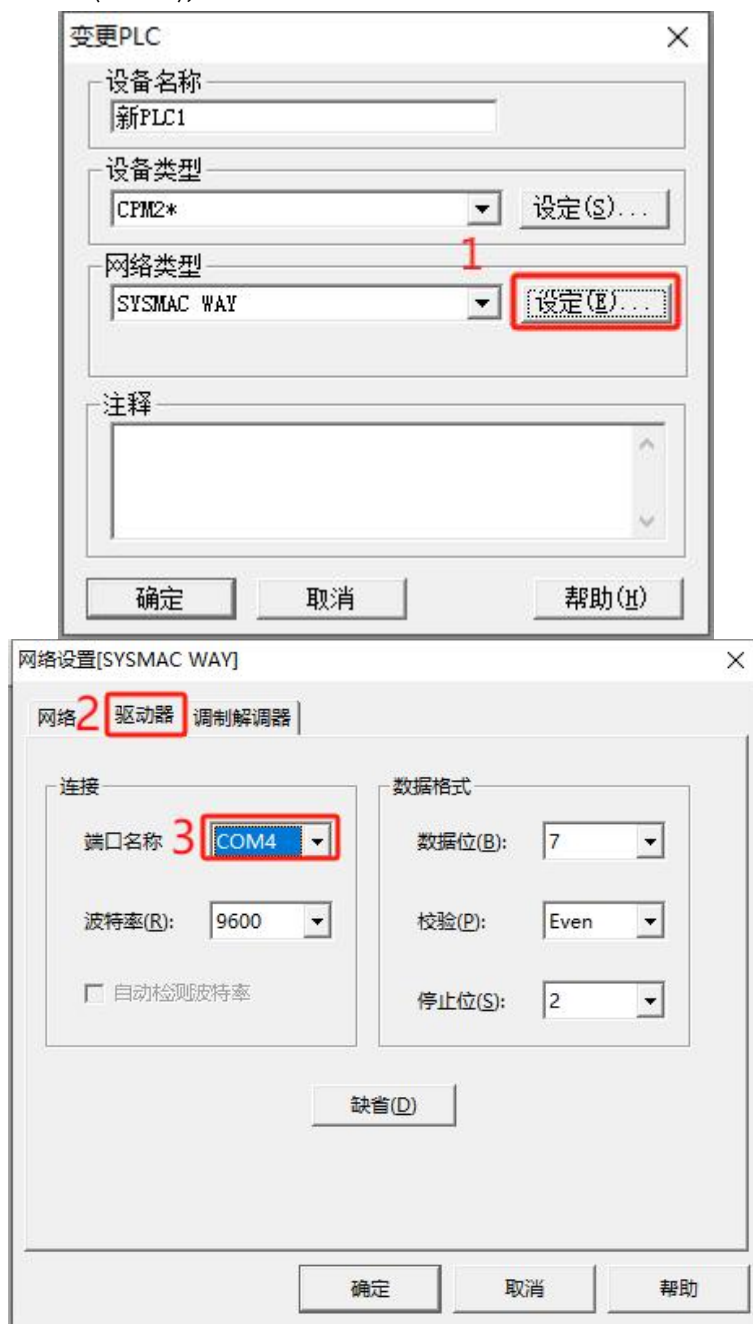 变更PLC
设备名称
新PLC1
设备类型
CPM2*
设定(S)...
1
网络类型
SYSMAC WAY
设定(E)...
注释
确定 取消 帮助(H)
网络设置[SYSMAC WAY]
网络 2 驱动器 调制解调器
连接
数据格式
端口名称 3 COM4
数据位(B): 7
波特率(R): 9600
校验(P): Even
自动检测波特率
停止位(S): 2
缺省(D)
确定 取消 帮助